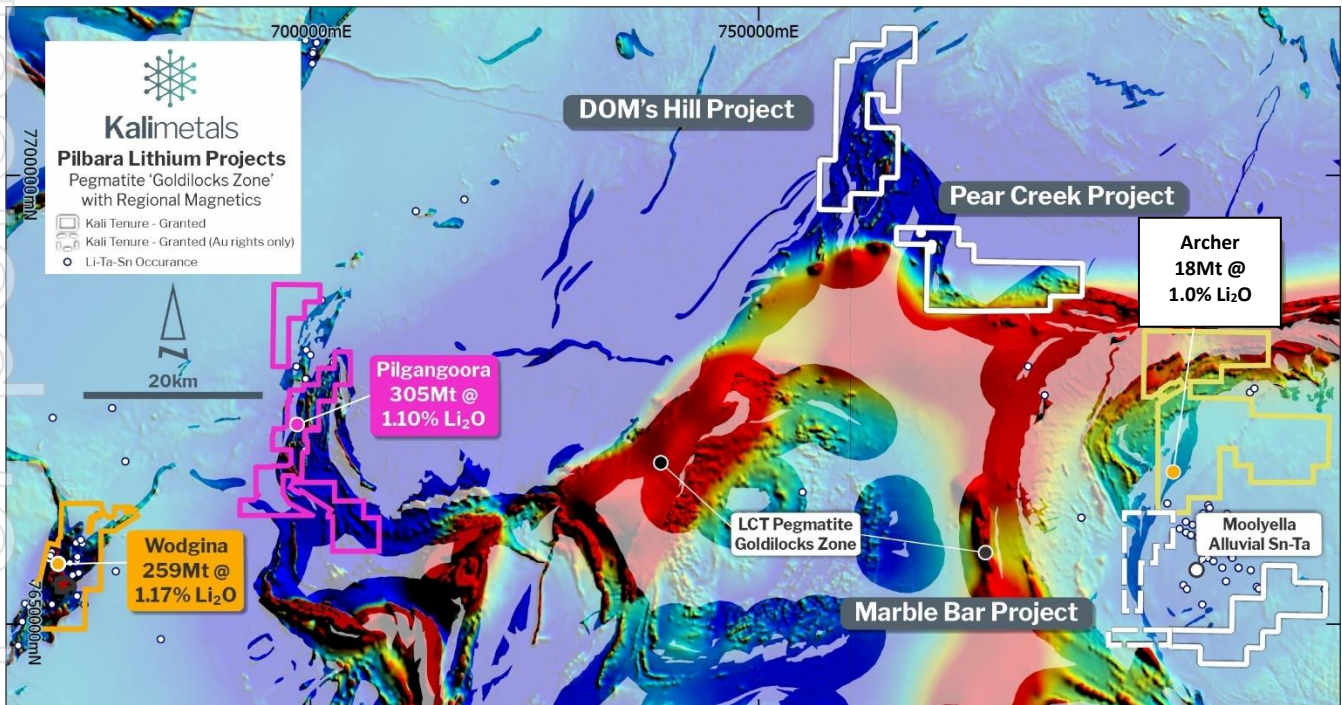 700000mE
750000mE
7700000mN
7650000mN
Kalimetals
Pilbara Lithium Projects
Pegmatite ‘Goldilocks Zone’
with Regional Magnetics
Kali Tenure - Granted
Kali Tenure - Granted (Au rights only)
Li-Ta-Sn Occurance
N
20km
DOM's Hill Project
Pear Creek Project
Archer
18Mt @
1.0% Li₂O
Pilgangoora
305Mt @
1.10% Li₂O
Wodgina
259Mt @
1.17% Li₂O
LCT Pegmatite
Goldilocks Zone
Moolyella
Alluvial Sn-Ta
Marble Bar Project